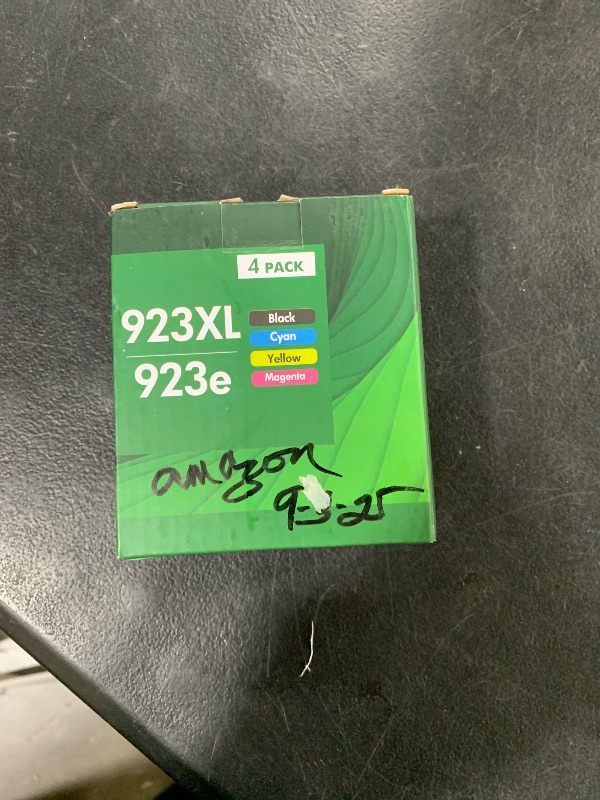 4 PACK
923XL
923e
Black
Cyan
Yellow
Magenta
amazon
9-3-25